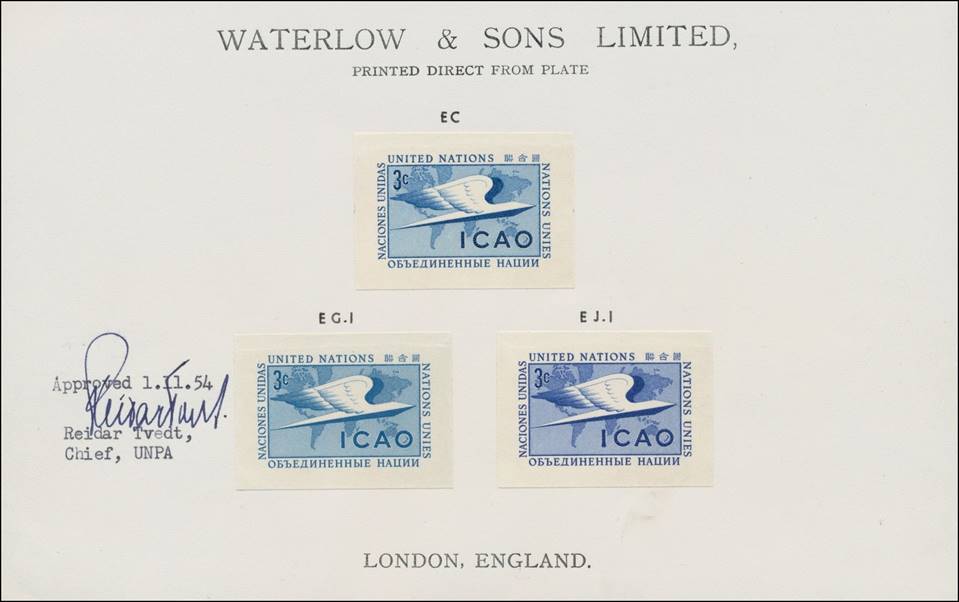 WATERLOW & SONS LIMITED,
PRINTED DIRECT FROM PLATE
EC
UNITED NATIONS 聯合國
NACIONES UNIDAS
3c
NATIONS UNIES
ICAO
ОБЪЕДИНЕННЫЕ НАЦИИ
EG.I
UNITED NATIONS 聯合國
NACIONES UNIDAS
3c
NATIONS UNIES
ICAO
ОБЪЕДИНЕННЫЕ НАЦИИ
EJ.I
UNITED NATIONS 聯合國
NACIONES UNIDAS
3c
NATIONS UNIES
ICAO
ОБЪЕДИНЕННЫЕ НАЦИИ
Approved 1.II.54
Reidar Tvedt.
Reidar Tvedt,
Chief, UNPA
LONDON, ENGLAND.